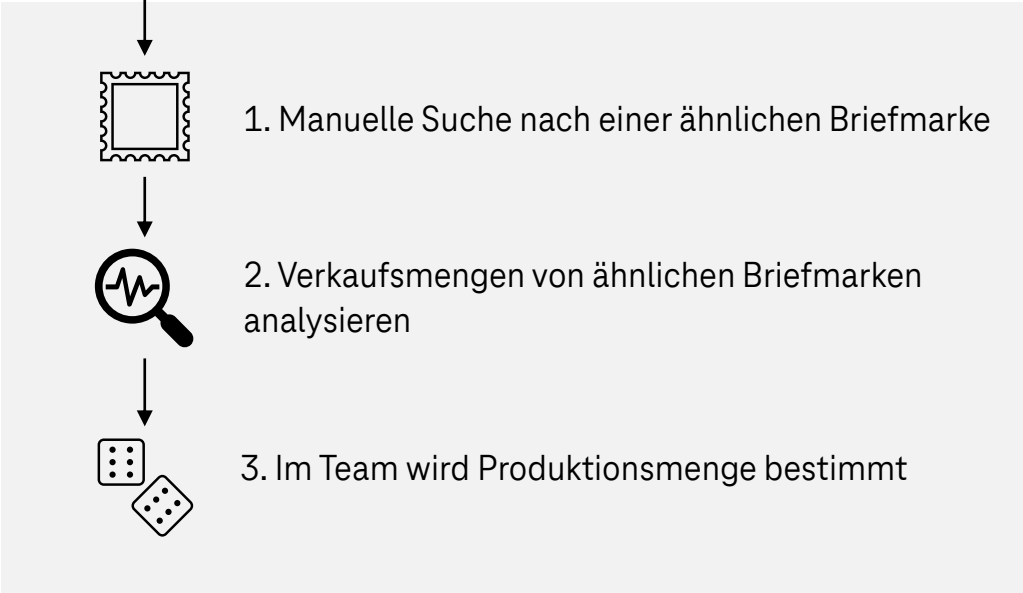 1. Manuelle Suche nach einer ähnlichen Briefmarke
2. Verkaufsmengen von ähnlichen Briefmarken
analysieren
3. Im Team wird Produktionsmenge bestimmt